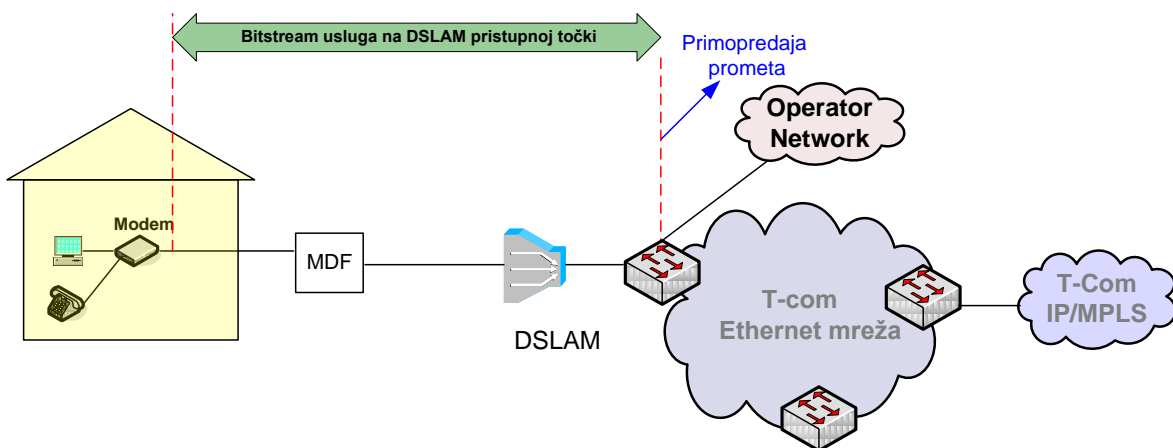 Bitstream usluga na DSLAM pristupnoj točki
Primopredaja
prometa
Operator
Network
Modem
MDF
DSLAM
T-com
Ethernet mreža
T-Com
IP/MPLS